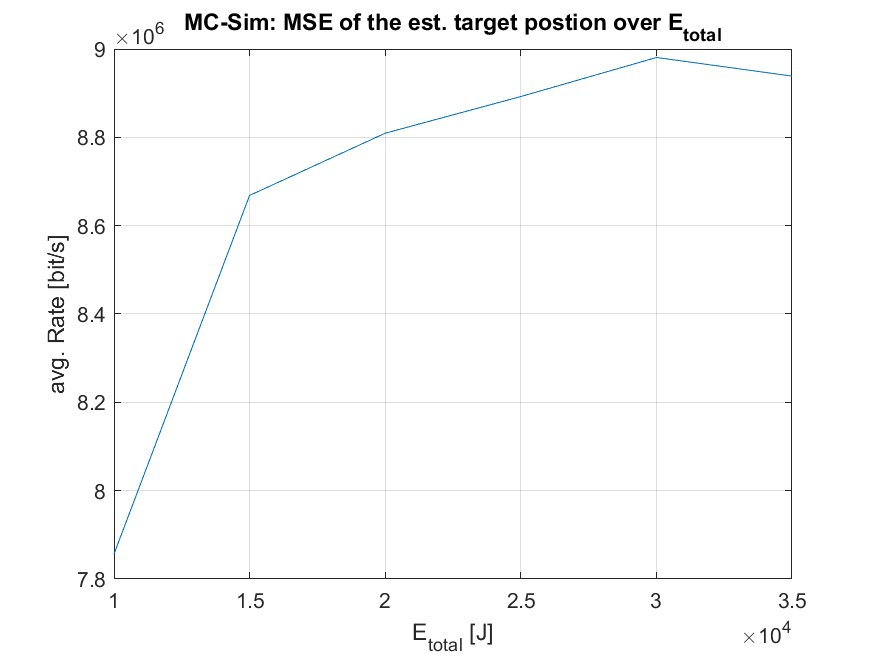 MC-Sim: MSE of the est. target postion over E_total
×10^6
9
8.8
8.6
8.4
8.2
8
7.8
avg. Rate [bit/s]
1 1.5 2 2.5 3 3.5
E_total [J]
×10^4